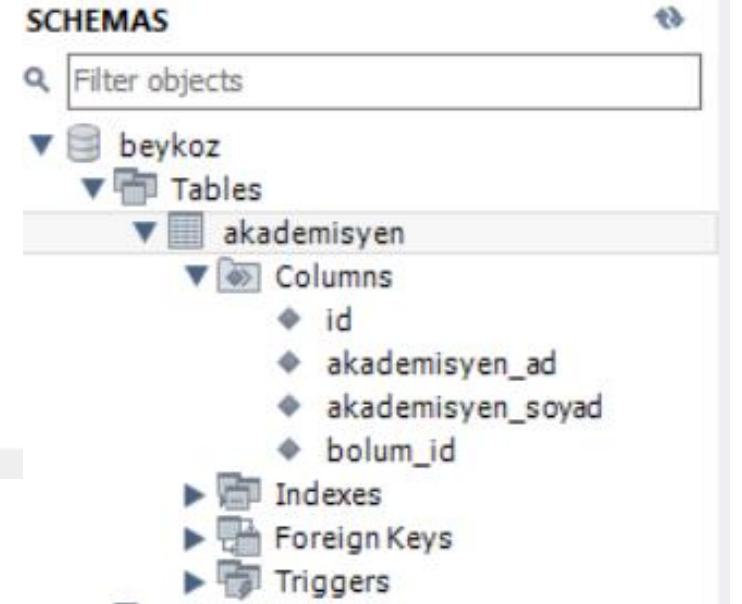 SCHEMAS
Filter objects
beykoz
Tables
akademisyen
Columns
id
akademisyen_ad
akademisyen_soyad
bolum_id
Indexes
Foreign Keys
Triggers